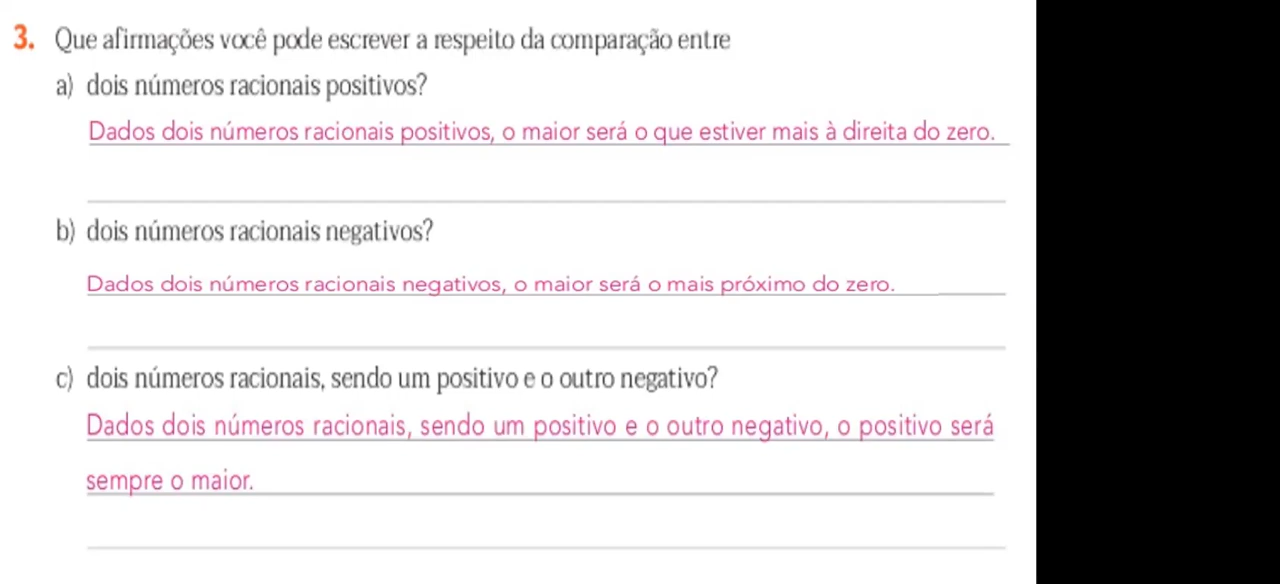 3. Que afirmações você pode escrever a respeito da comparação entre
a) dois números racionais positivos?
Dados dois números racionais positivos, o maior será o que estiver mais à direita do zero.
b) dois números racionais negativos?
Dados dois números racionais negativos, o maior será o mais próximo do zero.
c) dois números racionais, sendo um positivo e o outro negativo?
Dados dois números racionais, sendo um positivo e o outro negativo, o positivo será
sempre o maior.